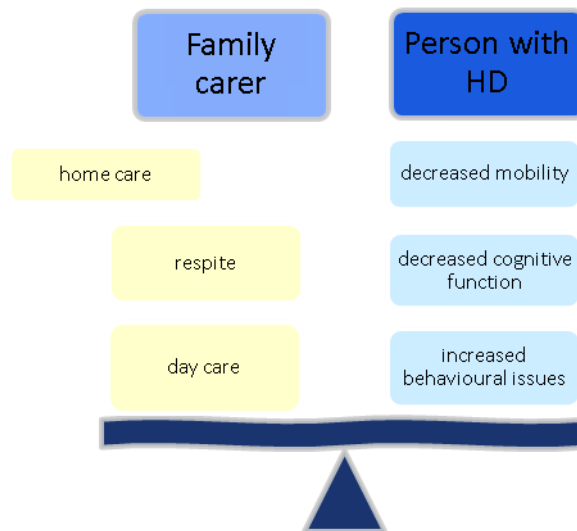 Family
carer
Person with
HD
home care
decreased mobility
respite
decreased cognitive
function
day care
increased
behavioural issues